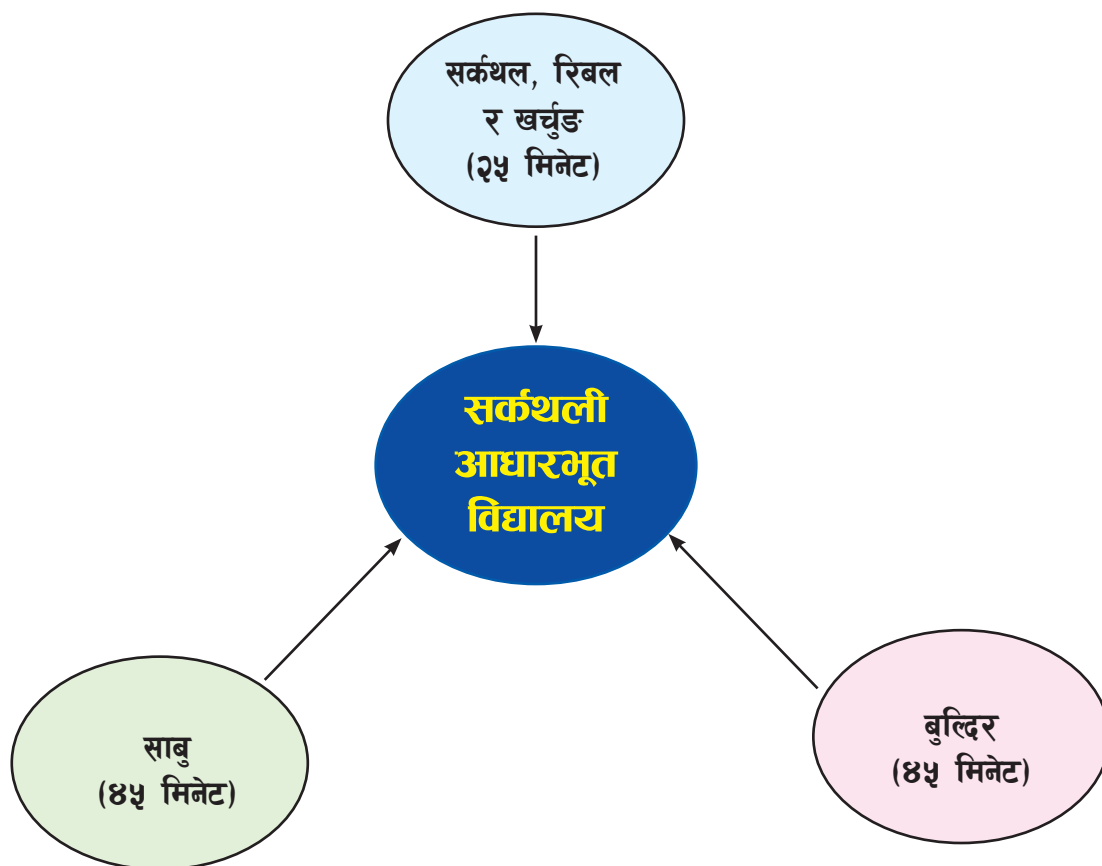 सर्कथल, रिबल
र खर्चुङ
(२५ मिनेट)
सर्कथली
आधारभूत
विद्यालय
साबु
(४५ मिनेट)
बुल्दिर
(४५ मिनेट)